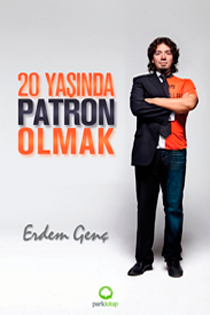 20 YAŞINDA
PATRON
OLMAK
Erdem Genç
parkkitap